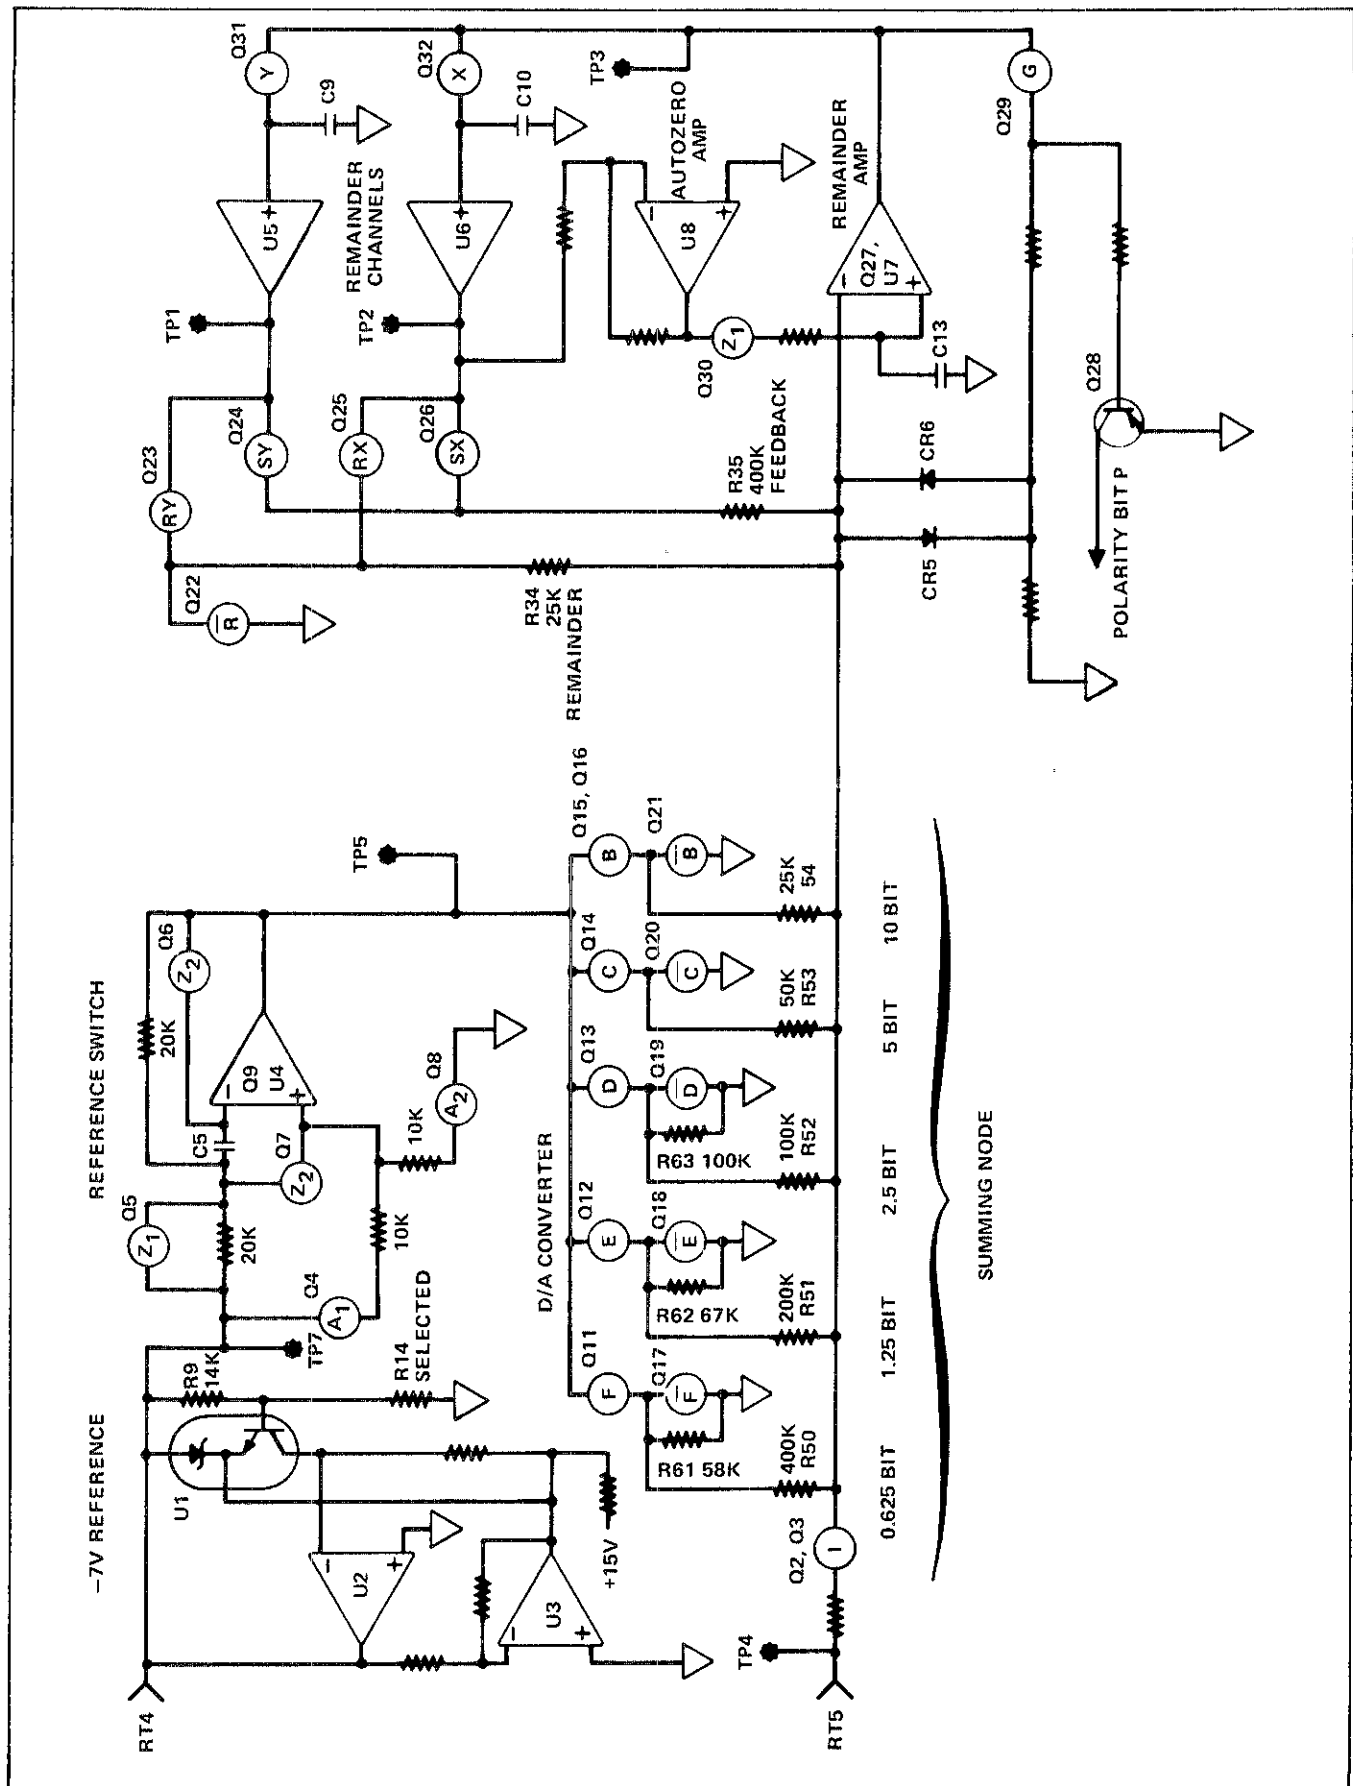 -7V REFERENCE
REFERENCE SWITCH
RT4
U1
R9
14K
TP7
R14
SELECTED
U2
U3
+15V
Q5
Z1
20K
Q4
A1
10K
C5
Q7
Z2
Q9
U4
20K
Q6
Z2
10K
Q8
A2
TP5
D/A CONVERTER
Q11
F
Q17
F
R61 58K
400K
R50
Q12
E
Q18
E
R62 67K
200K
R51
Q13
D
Q19
D
R63 100K
100K
R52
Q14
C
Q20
C
50K
R53
Q15, Q16
B
Q21
B
25K
54
TP4
RT5
Q2, Q3
I
0.625 BIT
1.25 BIT
2.5 BIT
5 BIT
10 BIT
SUMMING NODE
Q22
R
Q23
RY
Q24
SY
TP1
U5
REMAINDER
CHANNELS
C9
Q31
Y
Q25
RX
Q26
SX
TP2
U6
C10
Q32
X
R34
25K
REMAINDER
R35
400K
FEEDBACK
Q30
Z1
U8
AUTOZERO
AMP
TP3
C13
Q27,
U7
REMAINDER
AMP
CR5
CR6
Q28
POLARITY BIT P
Q29
G